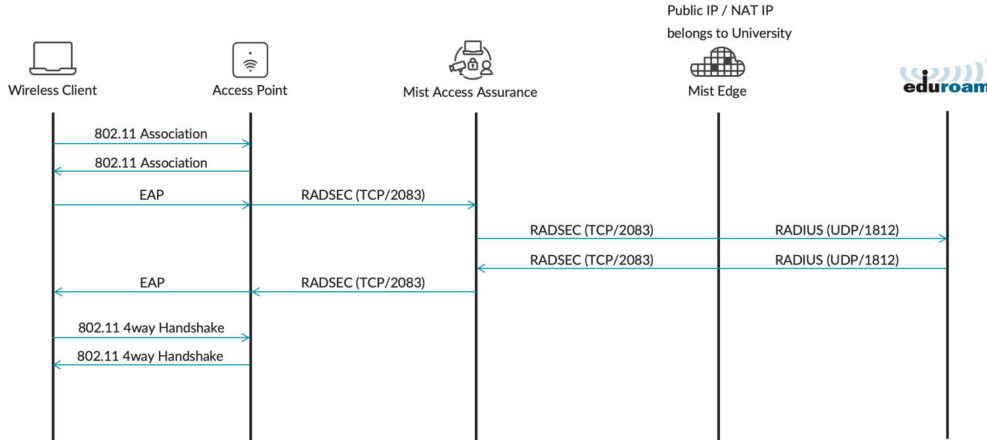 Public IP / NAT IP
belongs to University
Wireless Client
Access Point
Mist Access Assurance
Mist Edge
eduroam
802.11 Association
802.11 Association
EAP
RADSEC (TCP/2083)
RADSEC (TCP/2083)
RADIUS (UDP/1812)
RADSEC (TCP/2083)
RADIUS (UDP/1812)
EAP
RADSEC (TCP/2083)
802.11 4way Handshake
802.11 4way Handshake